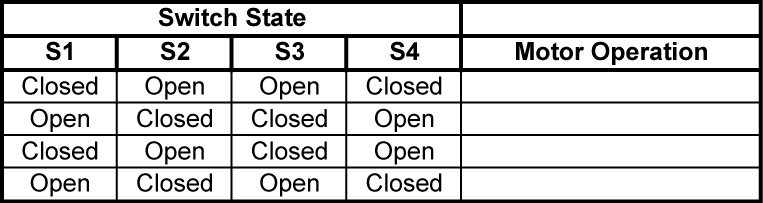 Switch State
S1 S2 S3 S4 Motor Operation
Closed Open Open Closed
Open Closed Closed Open
Closed Open Closed Open
Open Closed Open Closed